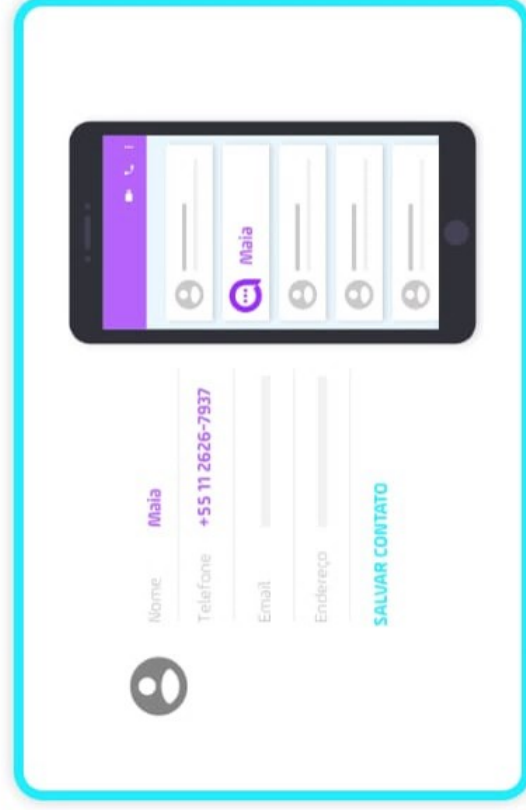 Nome Maia
Telefone +55 11 2626-7937
Email
Endereço
SALVAR CONTATO
Maia